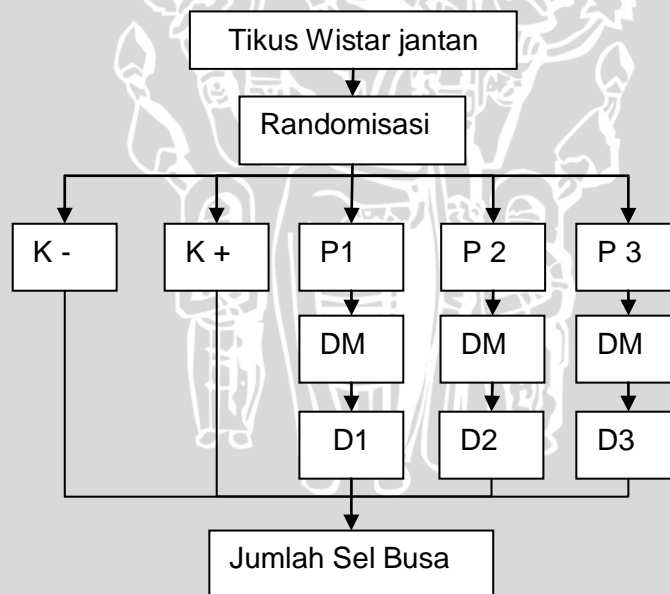 Tikus Wistar jantan
Randomisasi
K - K + P1 P 2 P 3
DM DM DM
D1 D2 D3
Jumlah Sel Busa